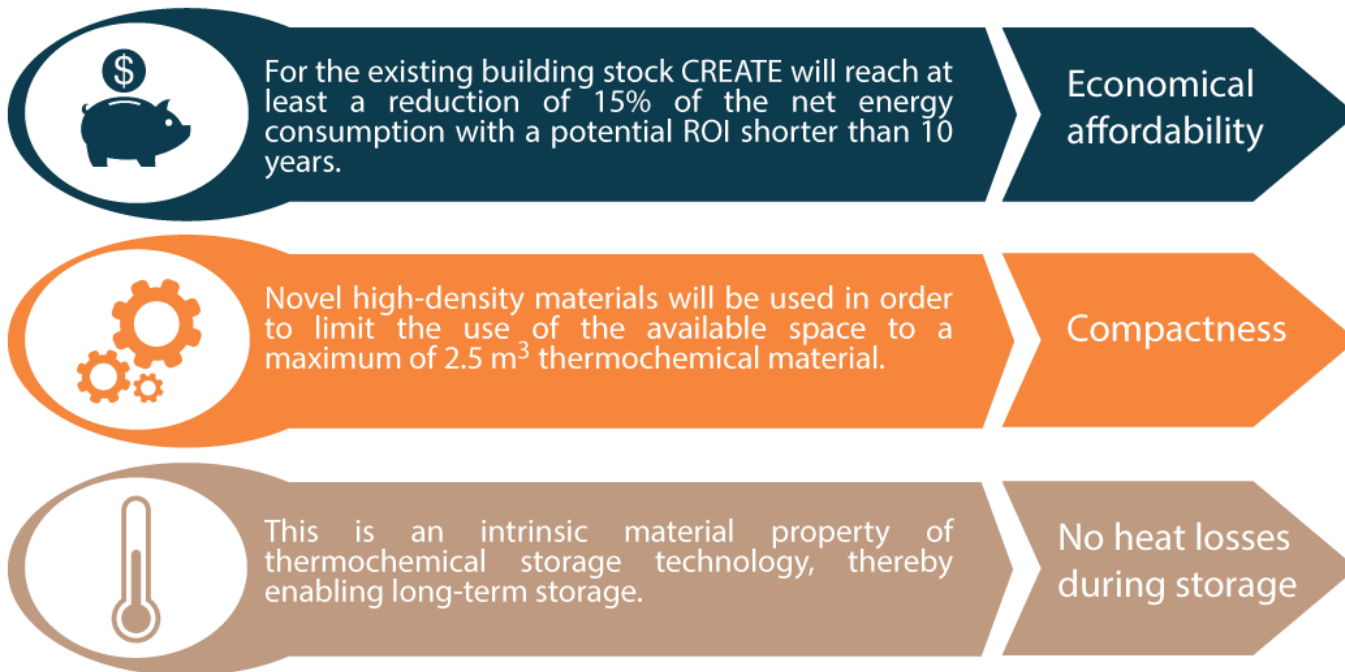 $
For the existing building stock CREATE will reach at
least a reduction of 15% of the net energy
consumption with a potential ROI shorter than 10
years.
Economical
affordability
Novel high-density materials will be used in order
to limit the use of the available space to a
maximum of 2.5 m³ thermochemical material.
Compactness
This is an intrinsic material property of
thermochemical storage technology, thereby
enabling long-term storage.
No heat losses
during storage